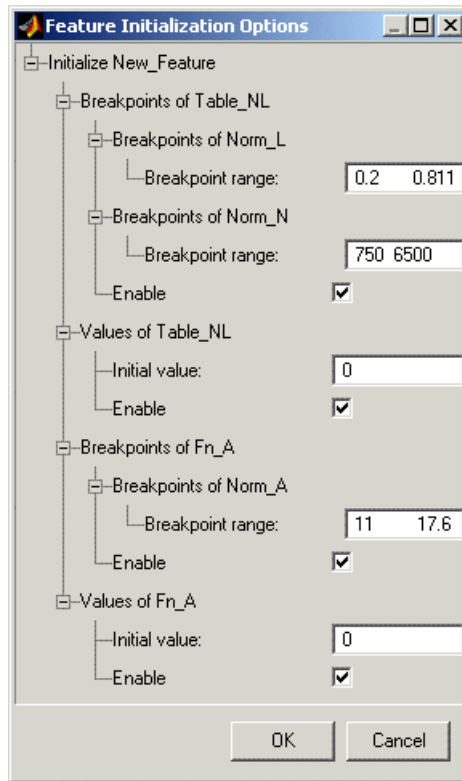 Feature Initialization Options
Initialize New_Feature
Breakpoints of Table_NL
Breakpoints of Norm_L
Breakpoint range: 0.2 0.811
Breakpoints of Norm_N
Breakpoint range: 750 6500
Enable
Values of Table_NL
Initial value: 0
Enable
Breakpoints of Fn_A
Breakpoints of Norm_A
Breakpoint range: 11 17.6
Enable
Values of Fn_A
Initial value: 0
Enable
OK Cancel